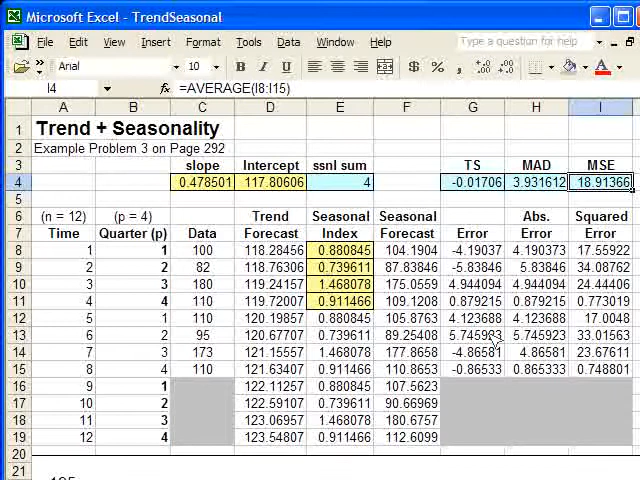 Microsoft Excel - TrendSeasonal
File Edit View Insert Format Tools Data Window Help Type a question for help
Arial 10 B $ % ,
I4 fx =AVERAGE(I8:I15)
A B C D E F G H I
1 Trend + Seasonality
2 Example Problem 3 on Page 292
3 slope Intercept ssnl sum TS MAD MSE
4 0.478501 117.80606 4 -0.01706 3.931612 18.91366
5
6 (n = 12) (p = 4) Trend Seasonal Seasonal Abs. Squared
7 Time Quarter (p) Data Forecast Index Forecast Error Error Error
8 1 1 100 118.28456 0.880845 104.1904 -4.19037 4.190373 17.55922
9 2 2 82 118.76306 0.739611 87.83846 -5.83846 5.83846 34.08762
10 3 3 180 119.24157 1.468078 175.0559 4.944094 4.944094 24.44406
11 4 4 110 119.72007 0.911466 109.1208 0.879215 0.879215 0.773019
12 5 1 110 120.19857 0.880845 105.8763 4.123688 4.123688 17.0048
13 6 2 95 120.67707 0.739611 89.25408 5.745923 5.745923 33.01563
14 7 3 173 121.15557 1.468078 177.8658 -4.86581 4.86581 23.67611
15 8 4 110 121.63407 0.911466 110.8653 -0.86533 0.865333 0.748801
16 9 1 122.11257 0.880845 107.5623
17 10 2 122.59107 0.739611 90.66969
18 11 3 123.06957 1.468078 180.6757
19 12 4 123.54807 0.911466 112.6099
20
21